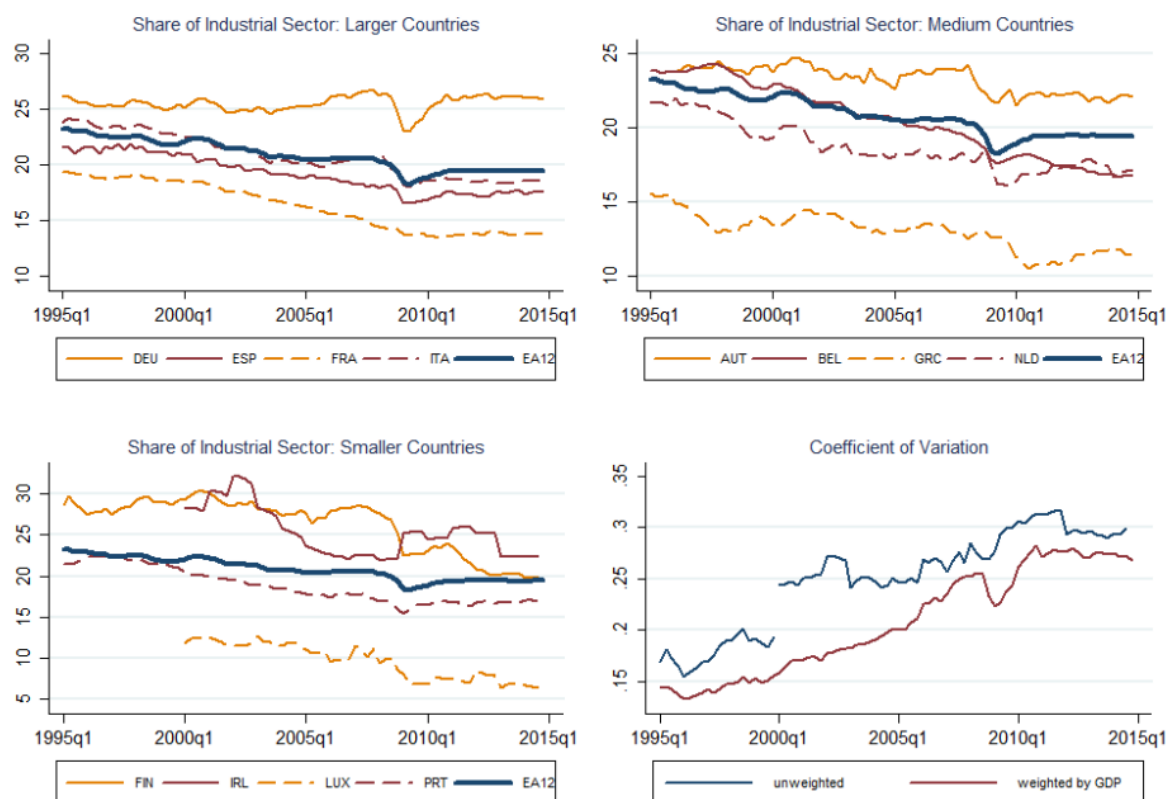 Share of Industrial Sector: Larger Countries
30
25
20
15
10
1995q1 2000q1 2005q1 2010q1 2015q1
DEU ESP FRA ITA EA12
Share of Industrial Sector: Medium Countries
25
20
15
10
1995q1 2000q1 2005q1 2010q1 2015q1
AUT BEL GRC NLD EA12
Share of Industrial Sector: Smaller Countries
30
25
20
15
10
5
1995q1 2000q1 2005q1 2010q1 2015q1
FIN IRL LUX PRT EA12
Coefficient of Variation
.35
.3
.25
.2
.15
1995q1 2000q1 2005q1 2010q1 2015q1
unweighted weighted by GDP